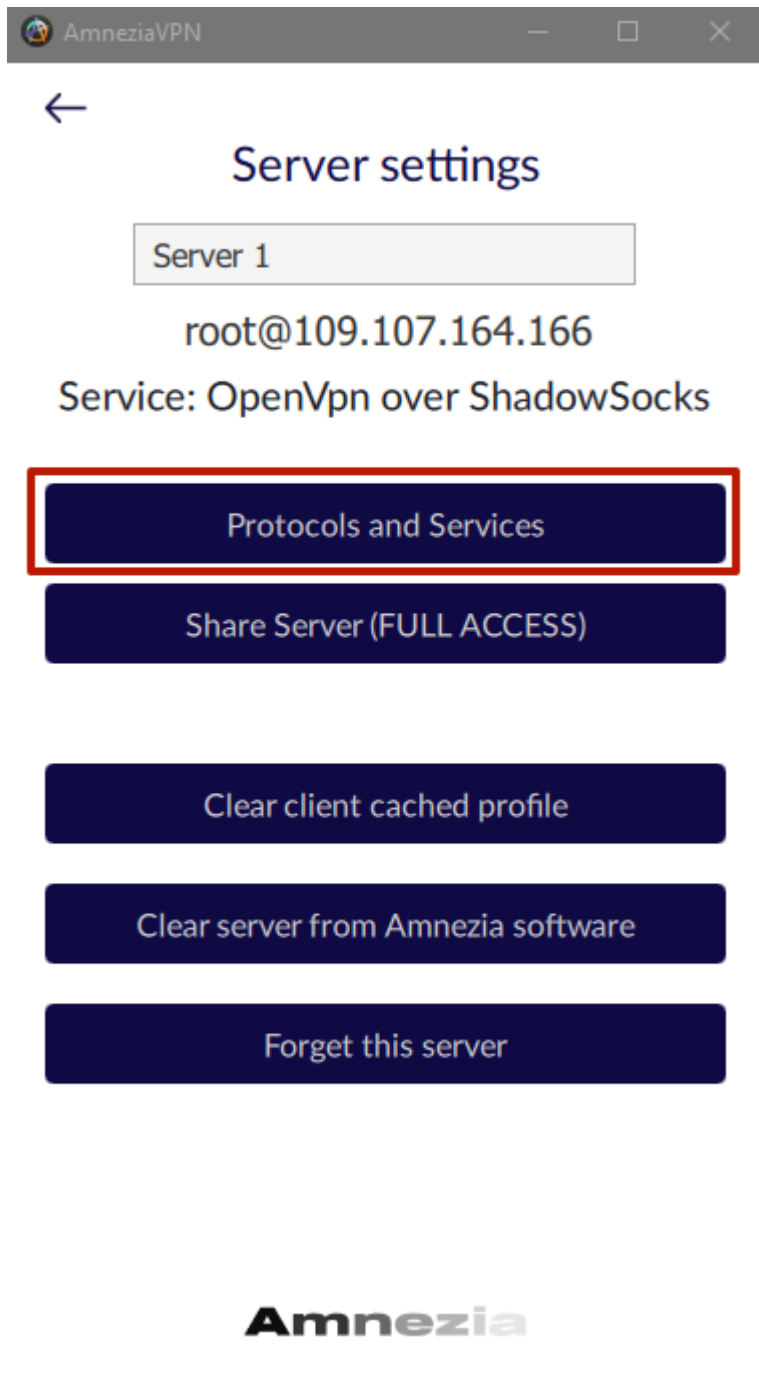 AmneziaVPN
Server settings
Server 1
root@109.107.164.166
Service: OpenVpn over ShadowSocks
Protocols and Services
Share Server (FULL ACCESS)
Clear client cached profile
Clear server from Amnezia software
Forget this server
Amnezia